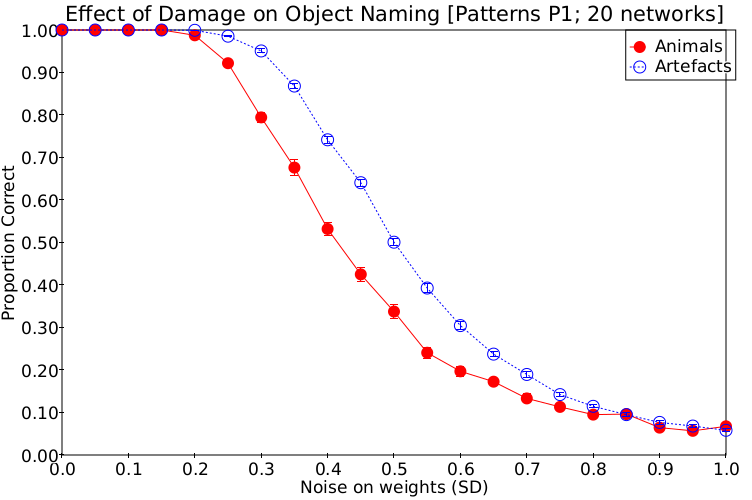 Effect of Damage on Object Naming [Patterns P1; 20 networks]
1.00
0.90
0.80
0.70
0.60
0.50
0.40
0.30
0.20
0.10
0.00
Proportion Correct
Animals
Artefacts
0.0 0.1 0.2 0.3 0.4 0.5 0.6 0.7 0.8 0.9 1.0
Noise on weights (SD)